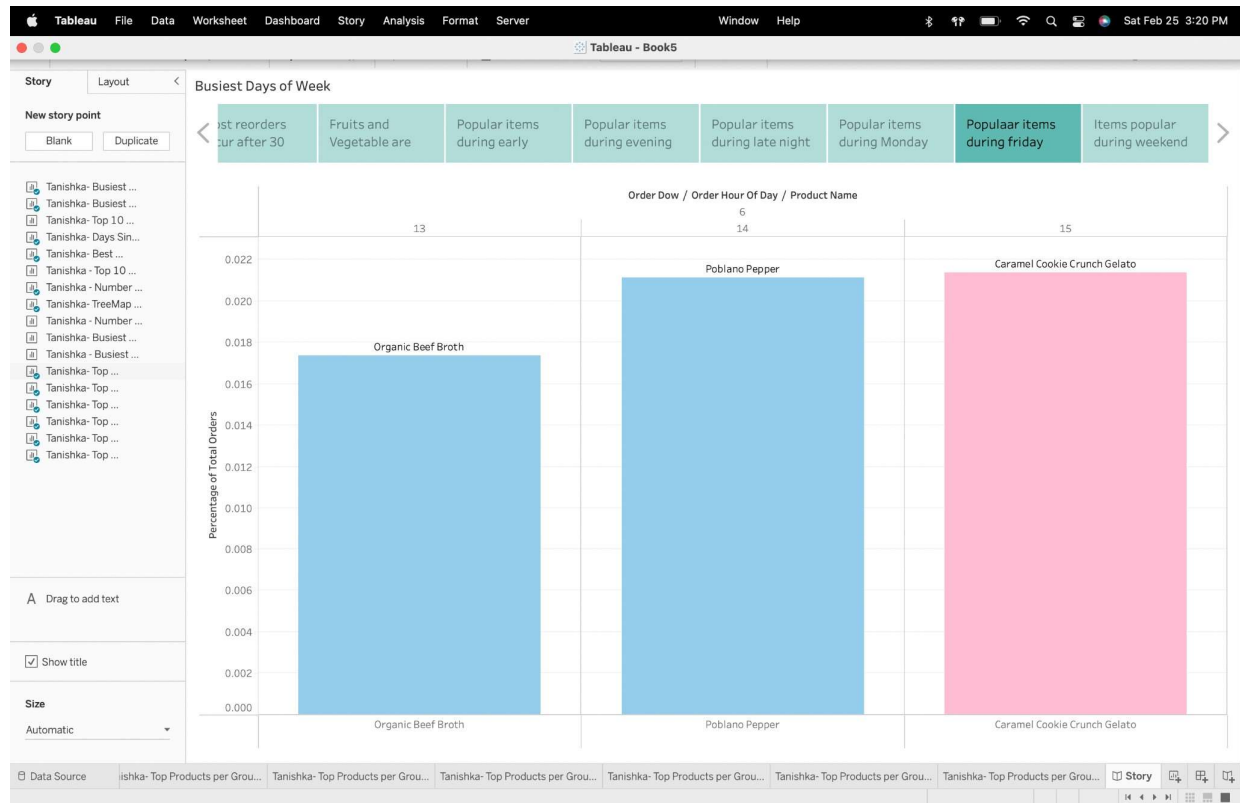 Tableau File Data Worksheet Dashboard Story Analysis Format Server Window Help Sat Feb 25 3:20 PM
Tableau - Book5
Story Layout
Busiest Days of Week
New story point
Blank Duplicate
st reorders
cur after 30
Fruits and
Vegetable are
Popular items
during early
Popular items
during evening
Popular items
during late night
Popular items
during Monday
Populaar items
during friday
Items popular
during weekend
Tanishka- Busiest ...
Tanishka- Busiest ...
Tanishka- Top 10 ...
Tanishka- Days Sin...
Tanishka- Best ...
Tanishka - Top 10 ...
Tanishka - Number ...
Tanishka- TreeMap ...
Tanishka - Number ...
Tanishka- Busiest ...
Tanishka - Busiest ...
Tanishka- Top ...
Tanishka- Top ...
Tanishka- Top ...
Tanishka- Top ...
Tanishka- Top ...
Tanishka- Top ...
A Drag to add text
Show title
Size
Automatic
Order Dow / Order Hour Of Day / Product Name
6
13 14 15
Percentage of Total Orders
0.022
0.020
0.018
0.016
0.014
0.012
0.010
0.008
0.006
0.004
0.002
0.000
Organic Beef Broth
Poblano Pepper
Caramel Cookie Crunch Gelato
Organic Beef Broth Poblano Pepper Caramel Cookie Crunch Gelato
Data Source ishka- Top Products per Grou... Tanishka- Top Products per Grou... Tanishka- Top Products per Grou... Tanishka- Top Products per Grou... Tanishka- Top Products per Grou... Tanishka- Top Products per Grou... Story